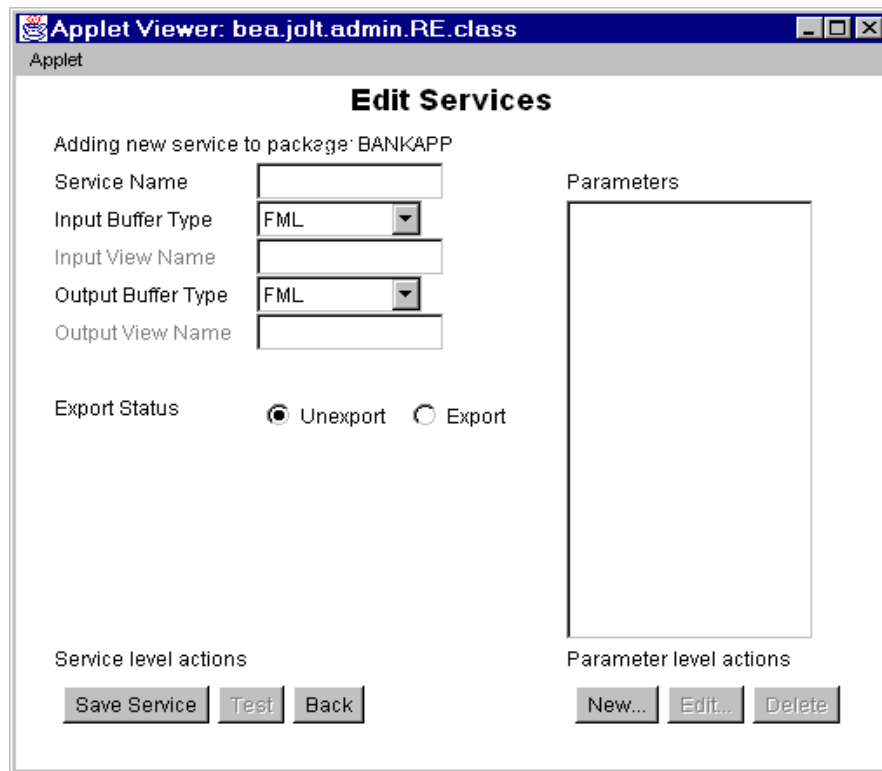 Applet Viewer: bea.jolt.admin.RE.class
Applet
Edit Services
Adding new service to package: BANKAPP
Service Name
Parameters
Input Buffer Type FML
Input View Name
Output Buffer Type FML
Output View Name
Export Status Unexport Export
Service level actions
Parameter level actions
Save Service Test Back
New... Edit... Delete